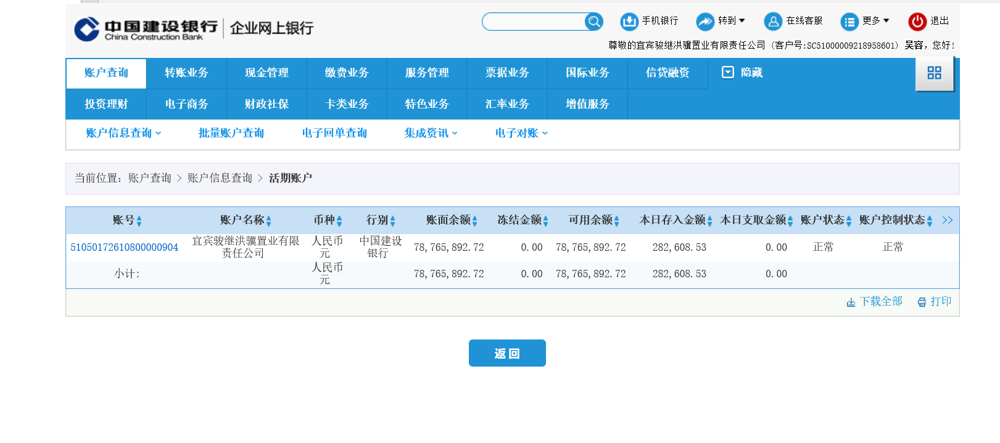 中国建设银行 企业网上银行
China Construction Bank
手机银行 转到 在线客服 更多 退出
尊敬的宜宾骏继洪骥置业有限责任公司（客户号:SC51000009218958601）吴容，您好!
账户查询 转账业务 现金管理 缴费业务 服务管理 票据业务 国际业务 信贷融资 隐藏
投资理财 电子商务 财政社保 卡类业务 特色业务 汇率业务 增值服务
账户信息查询 批量账户查询 电子回单查询 集成资讯 电子对账
当前位置：账户查询 > 账户信息查询 > 活期账户
账号 账户名称 币种 行别 账面余额 冻结金额 可用余额 本日存入金额 本日支取金额 账户状态 账户控制状态 >>
51050172610800000904 宜宾骏继洪骥置业有限责任公司 人民币元 中国建设银行 78,765,892.72 0.00 78,765,892.72 282,608.53 0.00 正常 正常
小计: 人民币元 78,765,892.72 0.00 78,765,892.72 282,608.53 0.00
下载全部 打印
返回